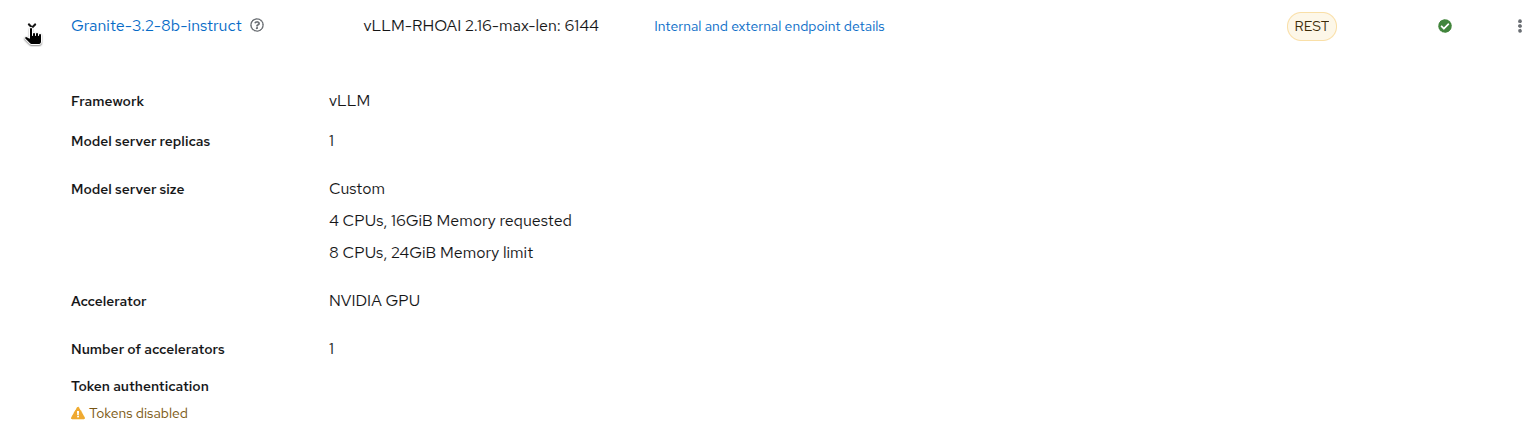 Granite-3.2-8b-instruct vLLM-RHOAI 2.16-max-len: 6144 Internal and external endpoint details REST
Framework vLLM
Model server replicas 1
Model server size Custom
4 CPUs, 16GiB Memory requested
8 CPUs, 24GiB Memory limit
Accelerator NVIDIA GPU
Number of accelerators 1
Token authentication
Tokens disabled